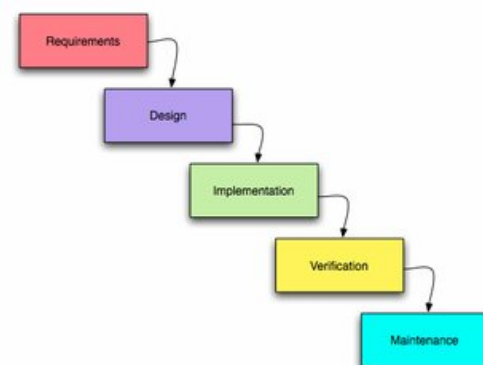 Requirements
Design
Implementation
Verification
Maintenance